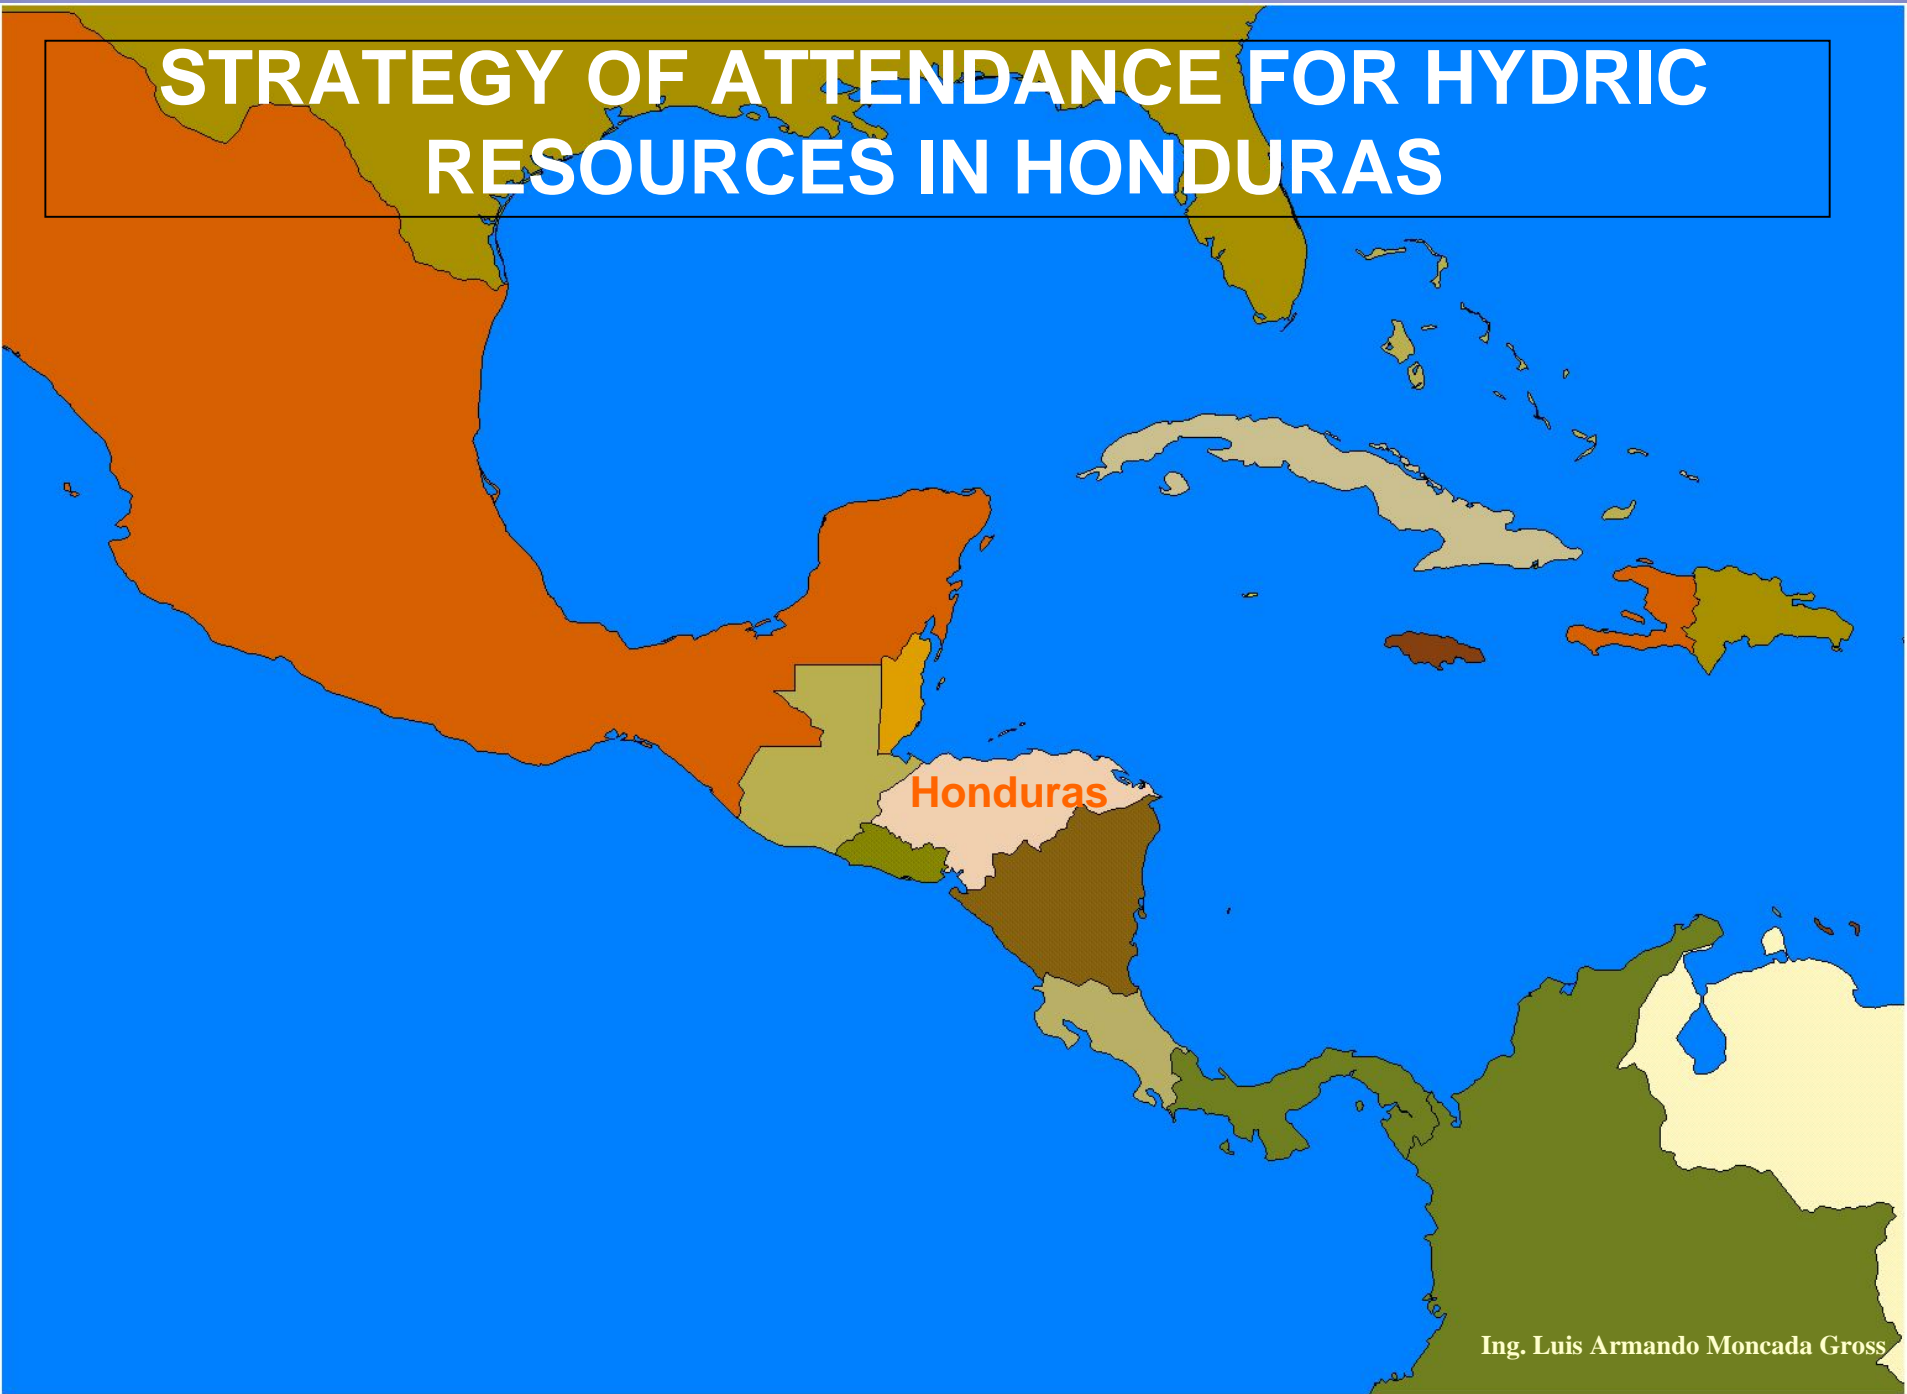 STRATEGY OF ATTENDANCE FOR HYDRIC
RESOURCES IN HONDURAS
Honduras
Ing. Luis Armando Moncada Gross